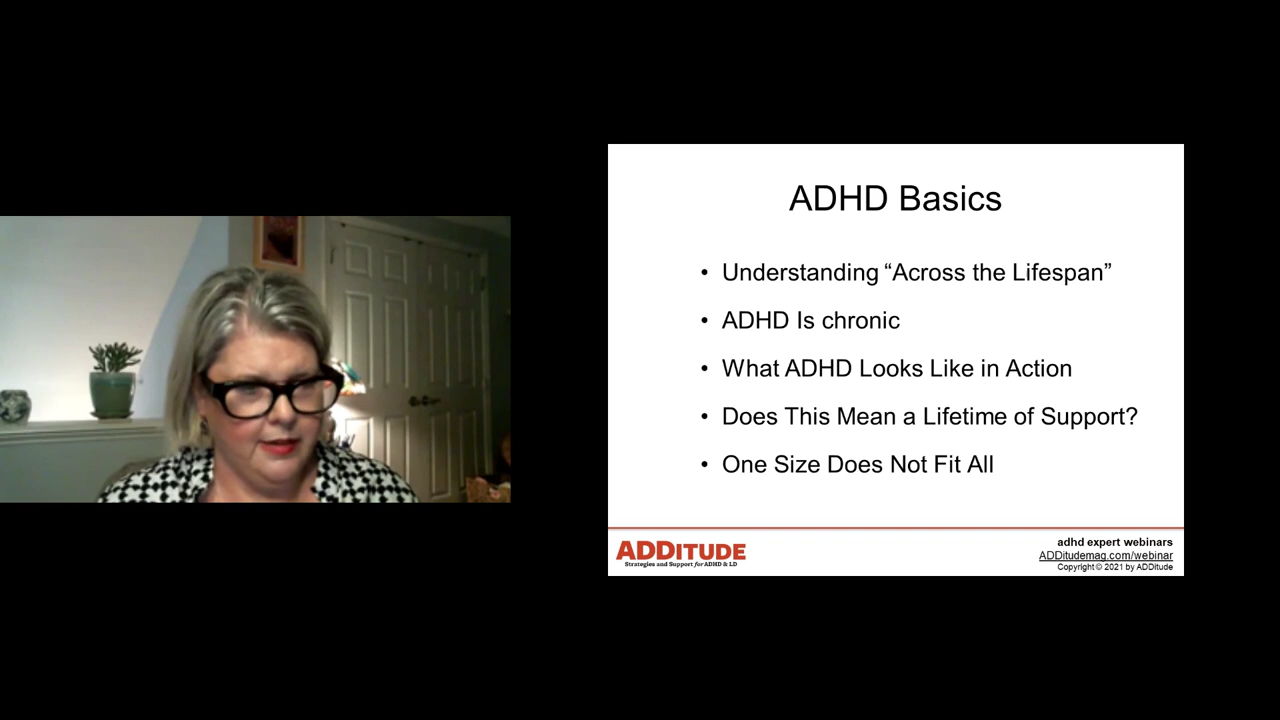 ADHD Basics
• Understanding “Across the Lifespan”
• ADHD Is chronic
• What ADHD Looks Like in Action
• Does This Mean a Lifetime of Support?
• One Size Does Not Fit All
ADDITUDE
Strategies and Support for ADHD & LD
adhd expert webinars
ADDitudemag.com/webinar
Copyright © 2021 by ADDitude